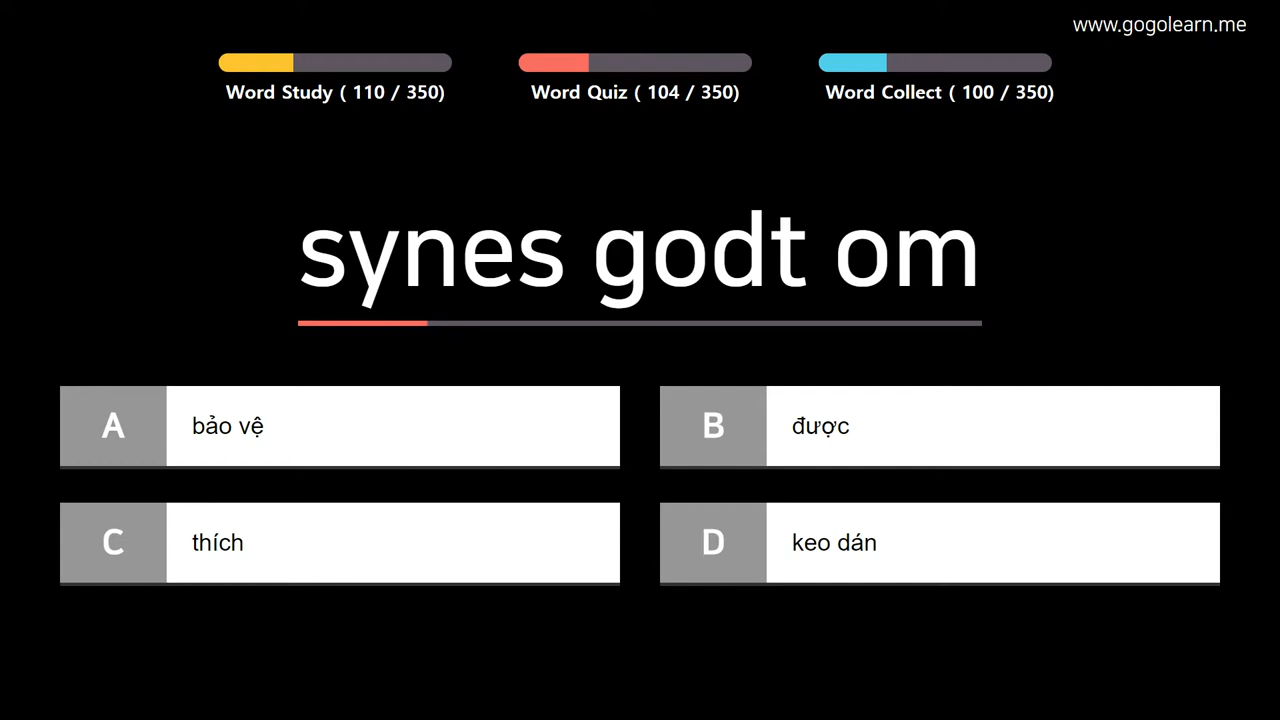 www.gogolearn.me
Word Study ( 110 / 350)
Word Quiz ( 104 / 350)
Word Collect ( 100 / 350)
synes godt om
A bảo vệ
B được
C thích
D keo dán